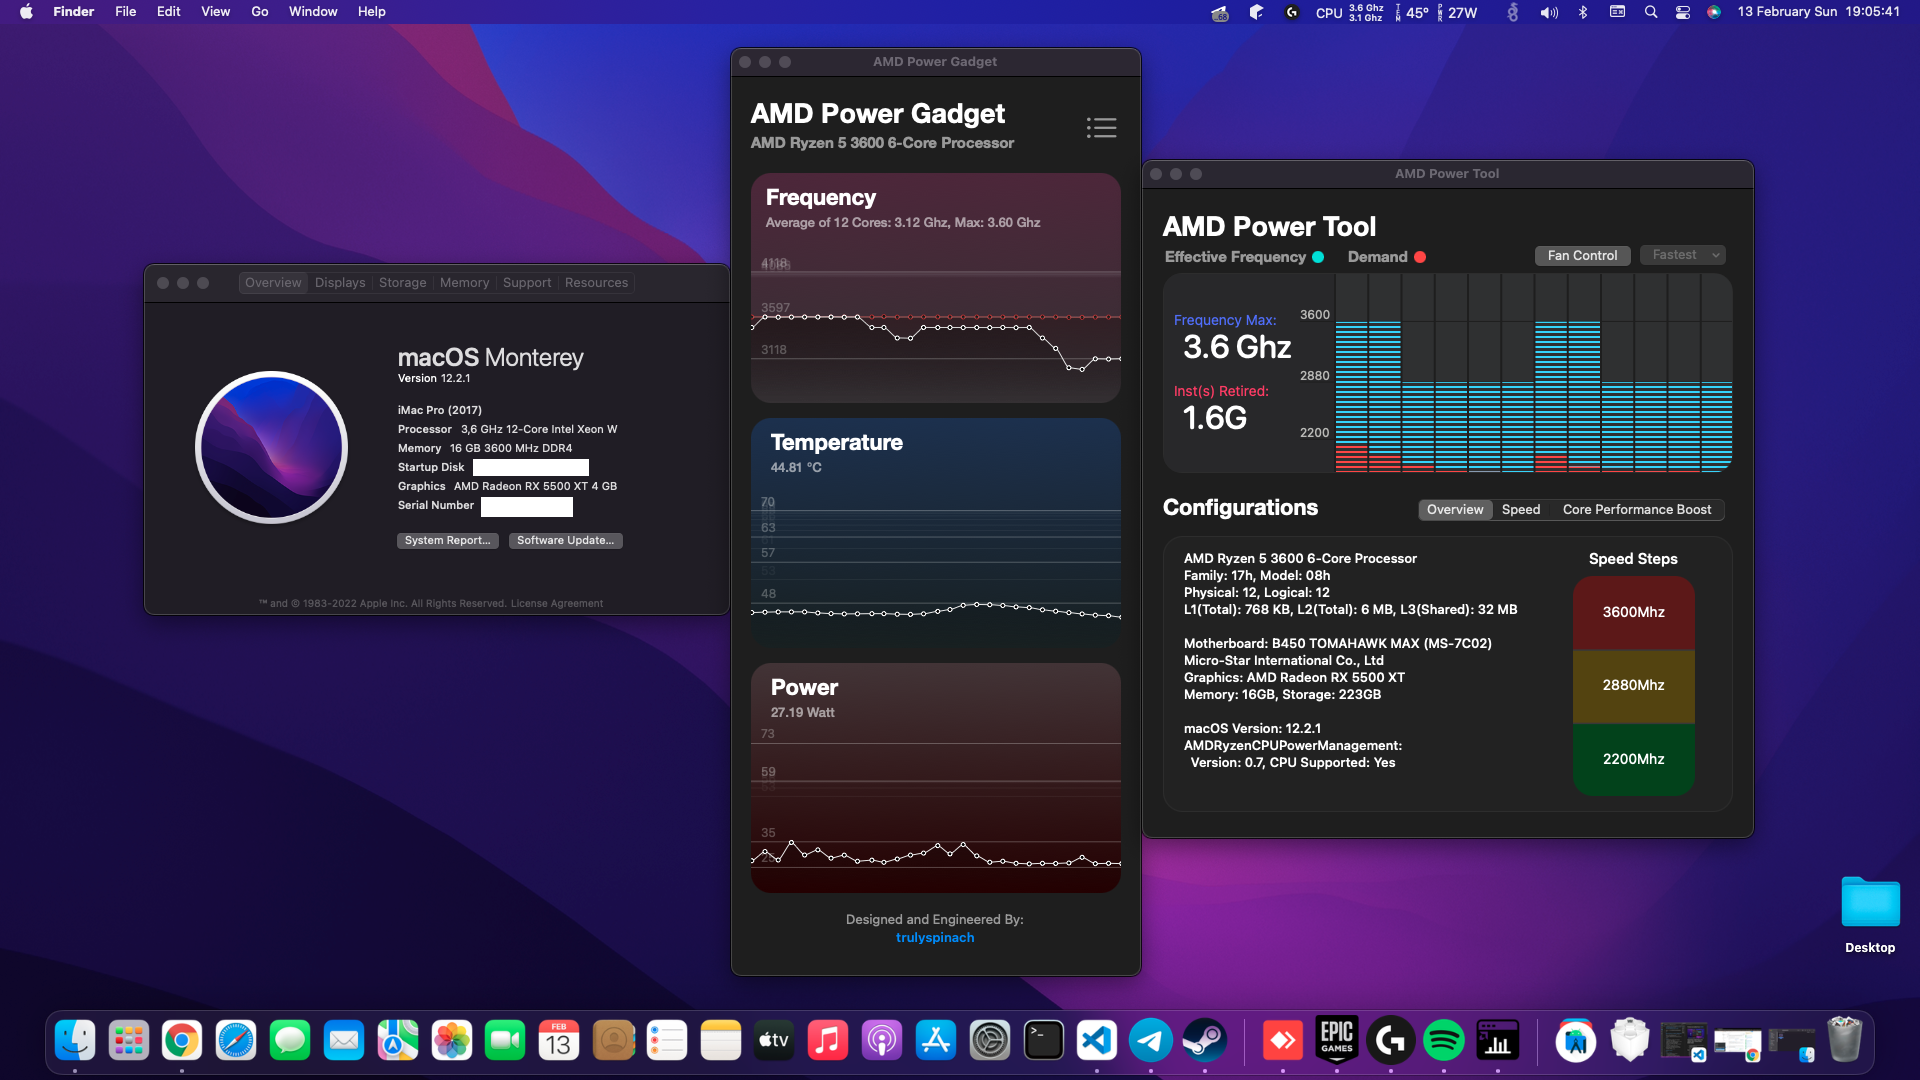 Finder File Edit View Go Window Help
68
CPU 3.6 Ghz 3.1 Ghz 45° 27W
13 February Sun 19:05:41
Overview Displays Storage Memory Support Resources
macOS Monterey
Version 12.2.1
iMac Pro (2017)
Processor 3,6 GHz 12-Core Intel Xeon W
Memory 16 GB 3600 MHz DDR4
Startup Disk
Graphics AMD Radeon RX 5500 XT 4 GB
Serial Number
System Report... Software Update...
™ and © 1983-2022 Apple Inc. All Rights Reserved. License Agreement
AMD Power Gadget
AMD Power Gadget
AMD Ryzen 5 3600 6-Core Processor
Frequency
Average of 12 Cores: 3.12 Ghz, Max: 3.60 Ghz
4118
3597
3118
Temperature
44.81 °C
70
63
57
53
48
Power
27.19 Watt
73
59
53
35
25
Designed and Engineered By:
trulyspinach
AMD Power Tool
AMD Power Tool
Effective Frequency Demand
Fan Control Fastest
Frequency Max:
3.6 Ghz
Inst(s) Retired:
1.6G
3600
2880
2200
Configurations
Overview Speed Core Performance Boost
AMD Ryzen 5 3600 6-Core Processor
Family: 17h, Model: 08h
Physical: 12, Logical: 12
L1(Total): 768 KB, L2(Total): 6 MB, L3(Shared): 32 MB
Motherboard: B450 TOMAHAWK MAX (MS-7C02)
Micro-Star International Co., Ltd
Graphics: AMD Radeon RX 5500 XT
Memory: 16GB, Storage: 223GB
macOS Version: 12.2.1
AMDRyzenCPUPowerManagement:
Version: 0.7, CPU Supported: Yes
Speed Steps
3600Mhz
2880Mhz
2200Mhz
Desktop
FEB
13
tv
EPIC
GAMES